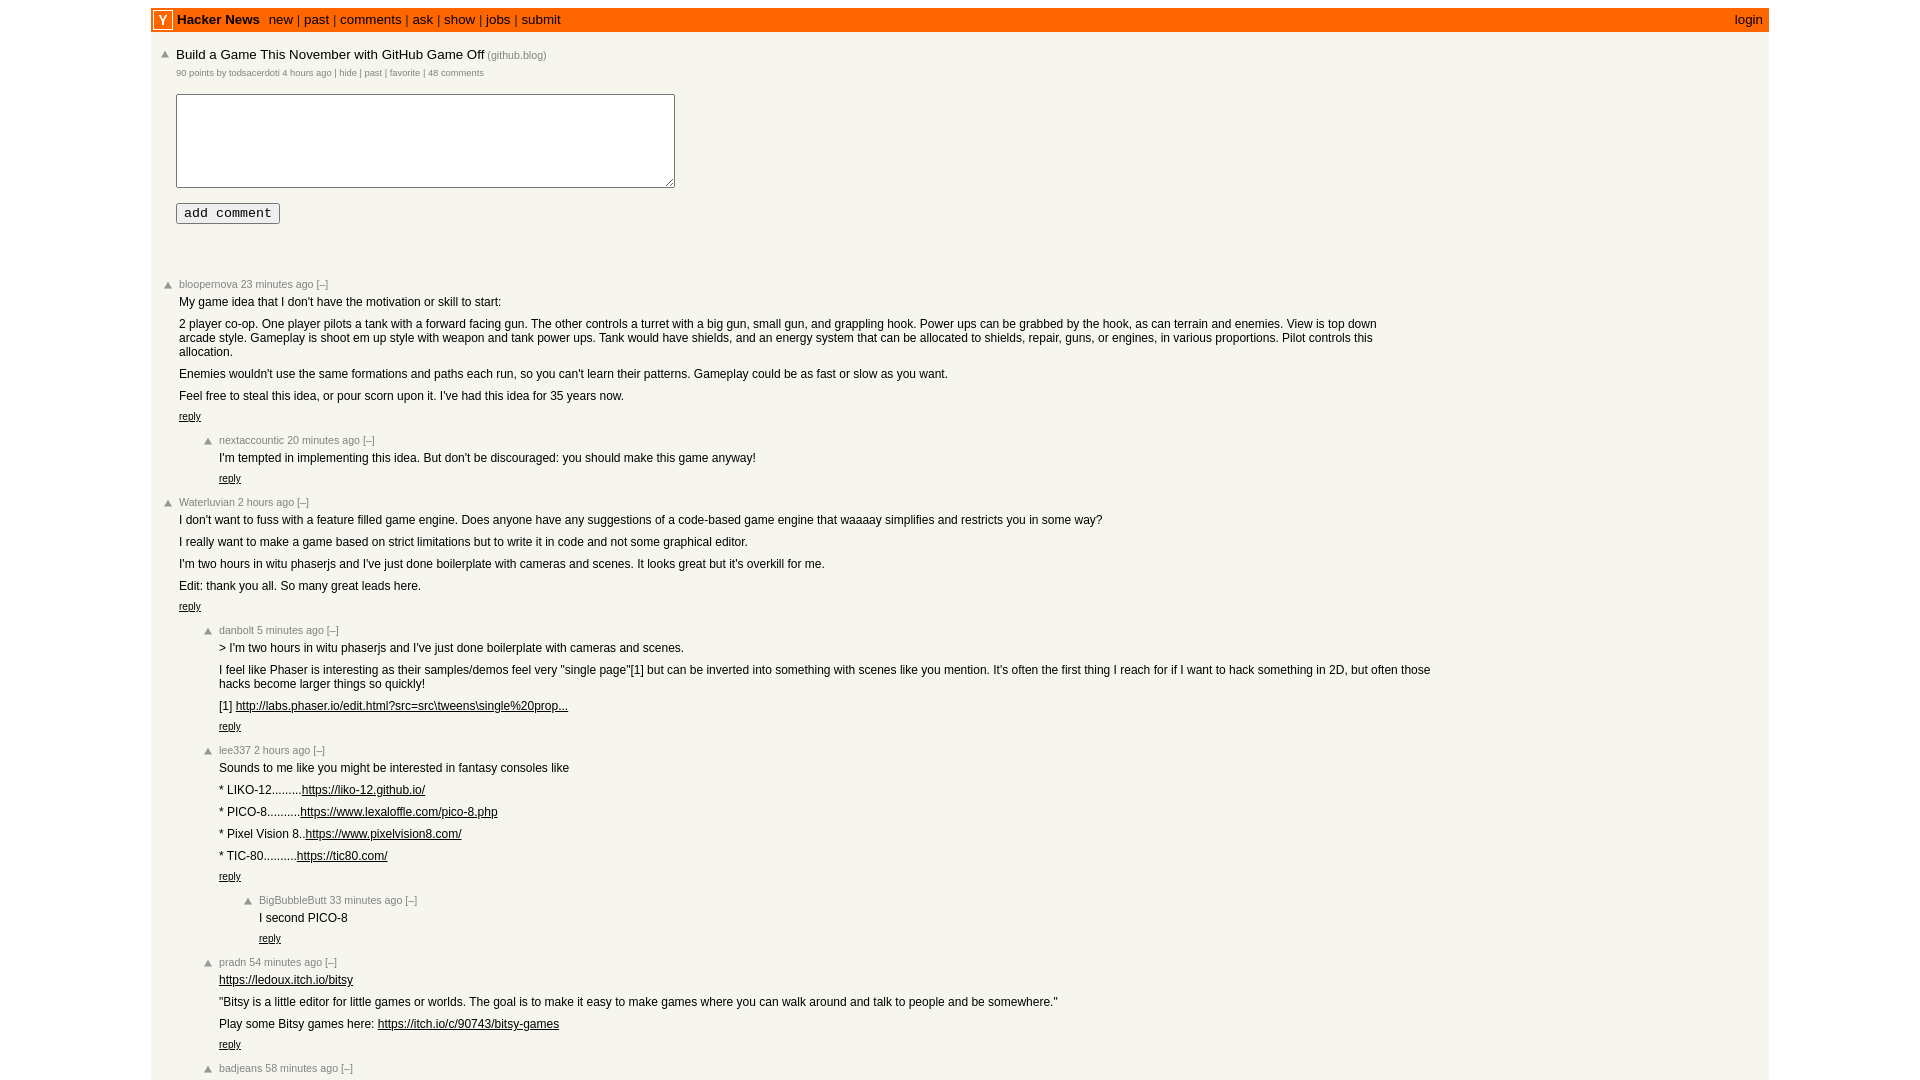 Y Hacker News new | past | comments | ask | show | jobs | submit login
Build a Game This November with GitHub Game Off (github.blog)
90 points by todsacerdoti 4 hours ago | hide | past | favorite | 48 comments
add comment
bloopernova 23 minutes ago [–]
My game idea that I don't have the motivation or skill to start:
2 player co-op. One player pilots a tank with a forward facing gun. The other controls a turret with a big gun, small gun, and grappling hook. Power ups can be grabbed by the hook, as can terrain and enemies. View is top down
arcade style. Gameplay is shoot em up style with weapon and tank power ups. Tank would have shields, and an energy system that can be allocated to shields, repair, guns, or engines, in various proportions. Pilot controls this
allocation.
Enemies wouldn't use the same formations and paths each run, so you can't learn their patterns. Gameplay could be as fast or slow as you want.
Feel free to steal this idea, or pour scorn upon it. I've had this idea for 35 years now.
reply
nextaccountic 20 minutes ago [–]
I'm tempted in implementing this idea. But don't be discouraged: you should make this game anyway!
reply
Waterluvian 2 hours ago [–]
I don't want to fuss with a feature filled game engine. Does anyone have any suggestions of a code-based game engine that waaaay simplifies and restricts you in some way?
I really want to make a game based on strict limitations but to write it in code and not some graphical editor.
I'm two hours in witu phaserjs and I've just done boilerplate with cameras and scenes. It looks great but it's overkill for me.
Edit: thank you all. So many great leads here.
reply
danbolt 5 minutes ago [–]
> I'm two hours in witu phaserjs and I've just done boilerplate with cameras and scenes.
I feel like Phaser is interesting as their samples/demos feel very "single page"[1] but can be inverted into something with scenes like you mention. It's often the first thing I reach for if I want to hack something in 2D, but often those
hacks become larger things so quickly!
[1] http://labs.phaser.io/edit.html?src=src\tweens\single%20prop...
reply
lee337 2 hours ago [–]
Sounds to me like you might be interested in fantasy consoles like
* LIKO-12.........https://liko-12.github.io/
* PICO-8..........https://www.lexaloffle.com/pico-8.php
* Pixel Vision 8..https://www.pixelvision8.com/
* TIC-80..........https://tic80.com/
reply
BigBubbleButt 33 minutes ago [–]
I second PICO-8
reply
pradn 54 minutes ago [–]
https://ledoux.itch.io/bitsy
"Bitsy is a little editor for little games or worlds. The goal is to make it easy to make games where you can walk around and talk to people and be somewhere."
Play some Bitsy games here: https://itch.io/c/90743/bitsy-games
reply
badjeans 58 minutes ago [–]